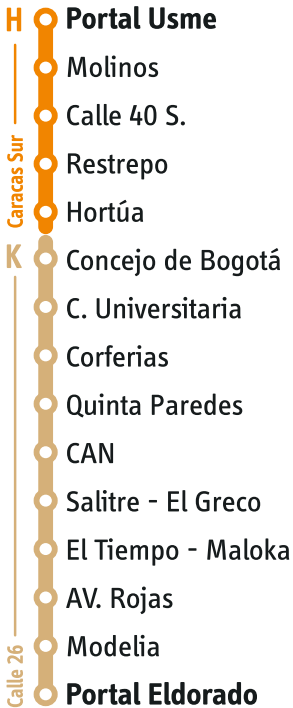 H
Portal Usme
Molinos
Calle 40 S.
Restrepo
Hortúa
Caracas Sur
K
Concejo de Bogotá
C. Universitaria
Corferias
Quinta Paredes
CAN
Salitre - El Greco
El Tiempo - Maloka
AV. Rojas
Modelia
Portal Eldorado
Calle 26